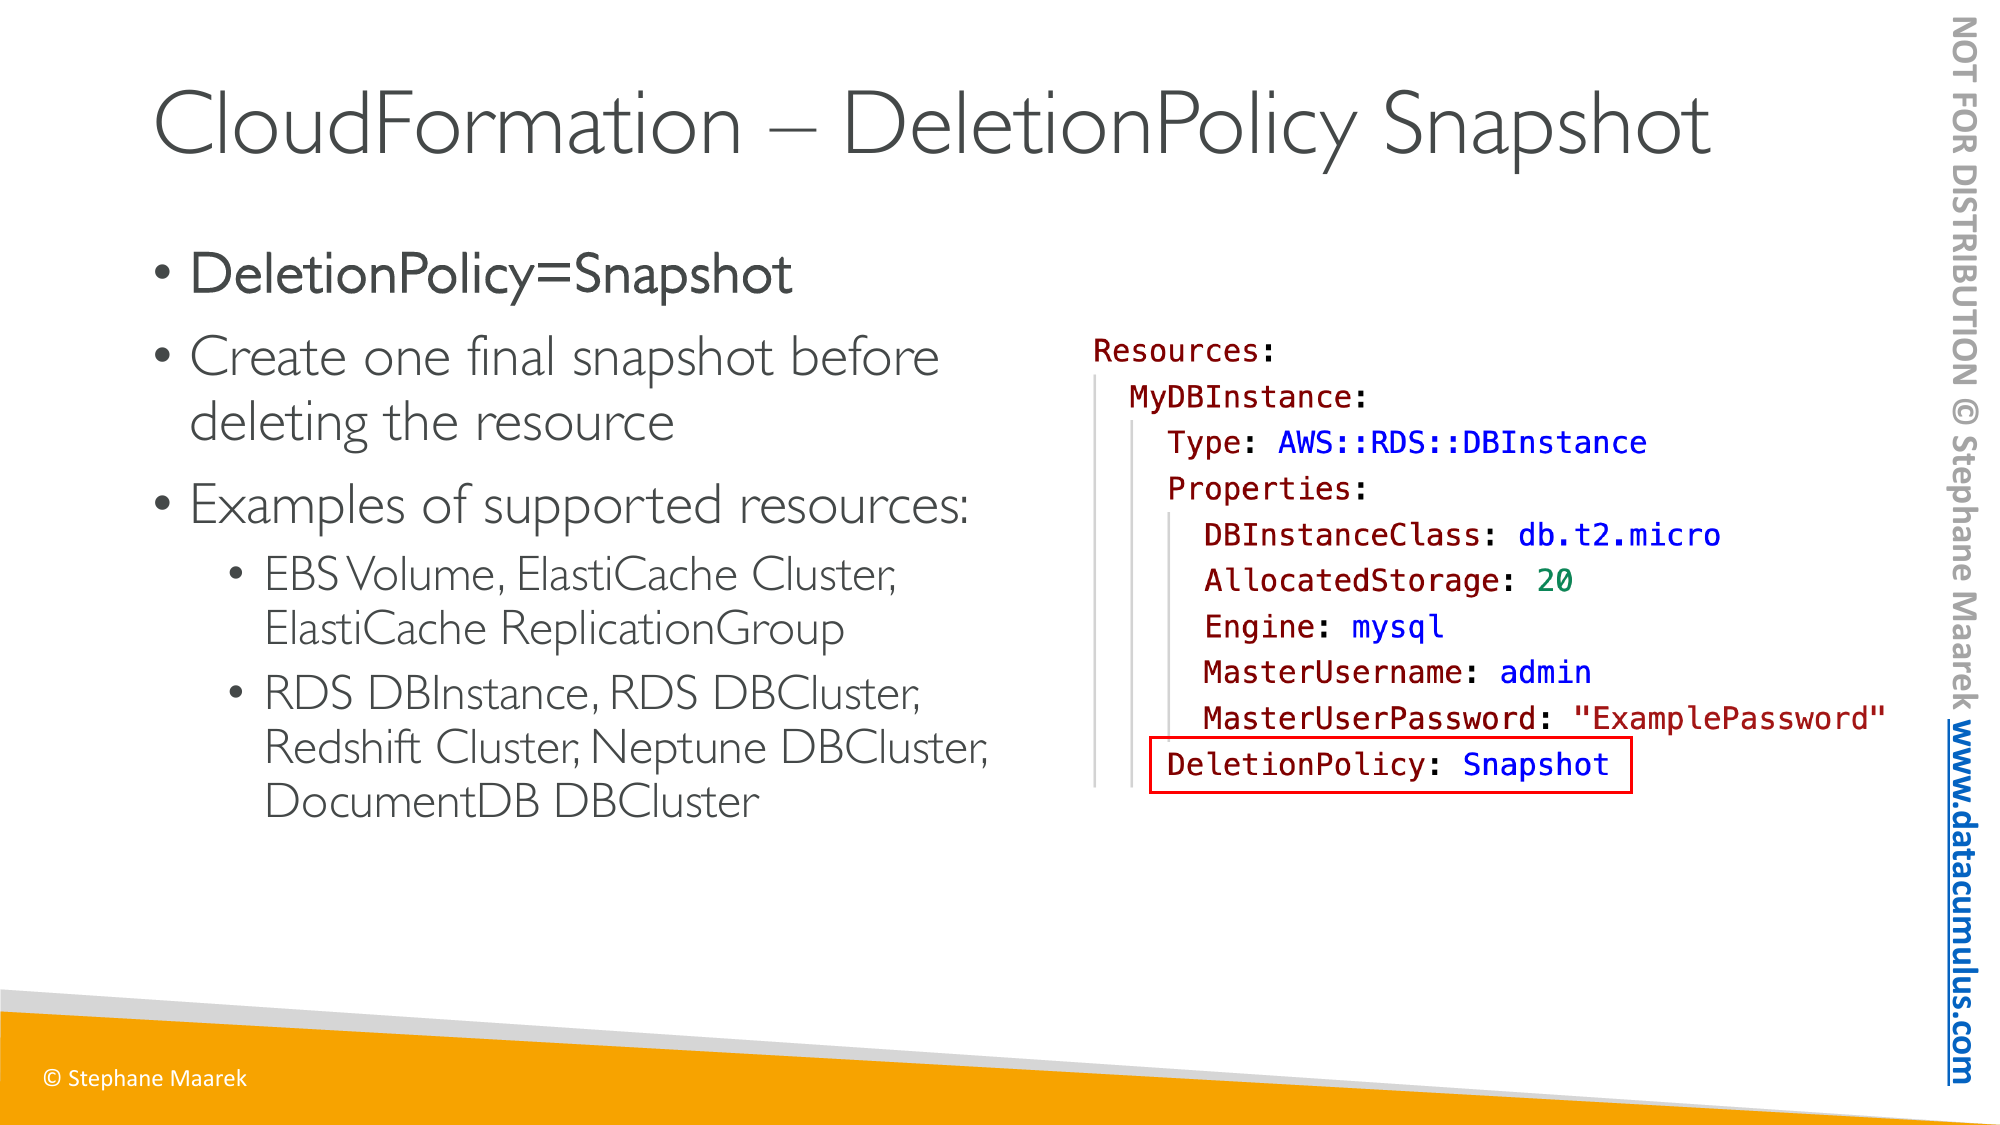 CloudFormation – DeletionPolicy Snapshot
• DeletionPolicy=Snapshot
• Create one final snapshot before
deleting the resource
• Examples of supported resources:
• EBS Volume, ElastiCache Cluster,
ElastiCache ReplicationGroup
• RDS DBInstance, RDS DBCluster,
Redshift Cluster, Neptune DBCluster,
DocumentDB DBCluster
Resources:
MyDBInstance:
Type: AWS::RDS::DBInstance
Properties:
DBInstanceClass: db.t2.micro
AllocatedStorage: 20
Engine: mysql
MasterUsername: admin
MasterUserPassword: "ExamplePassword"
DeletionPolicy: Snapshot
© Stephane Maarek
NOT FOR DISTRIBUTION © Stephane Maarek www.datacumulus.com